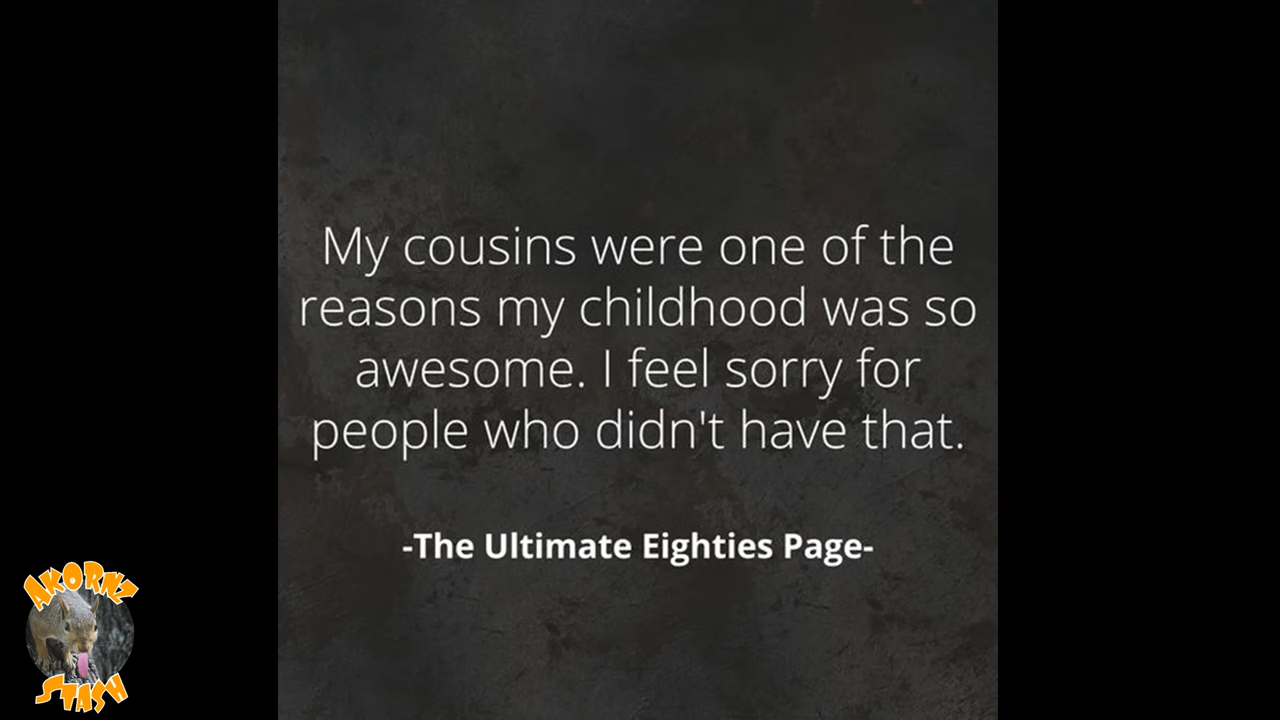 My cousins were one of the
reasons my childhood was so
awesome. I feel sorry for
people who didn't have that.
-The Ultimate Eighties Page-
AKORNZ
STASH